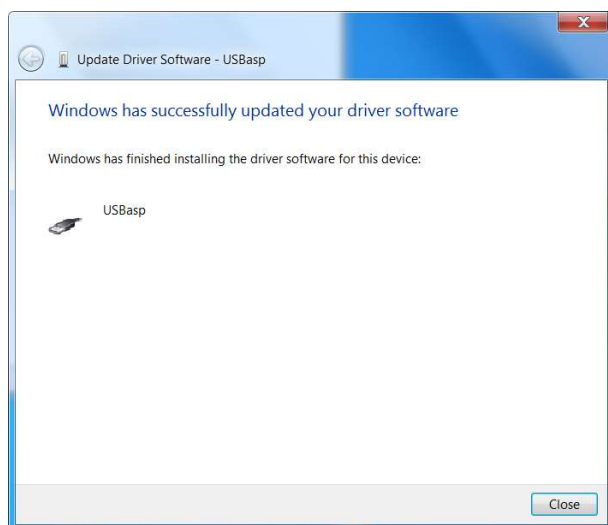 Update Driver Software - USBasp
Windows has successfully updated your driver software
Windows has finished installing the driver software for this device:
USBasp
Close